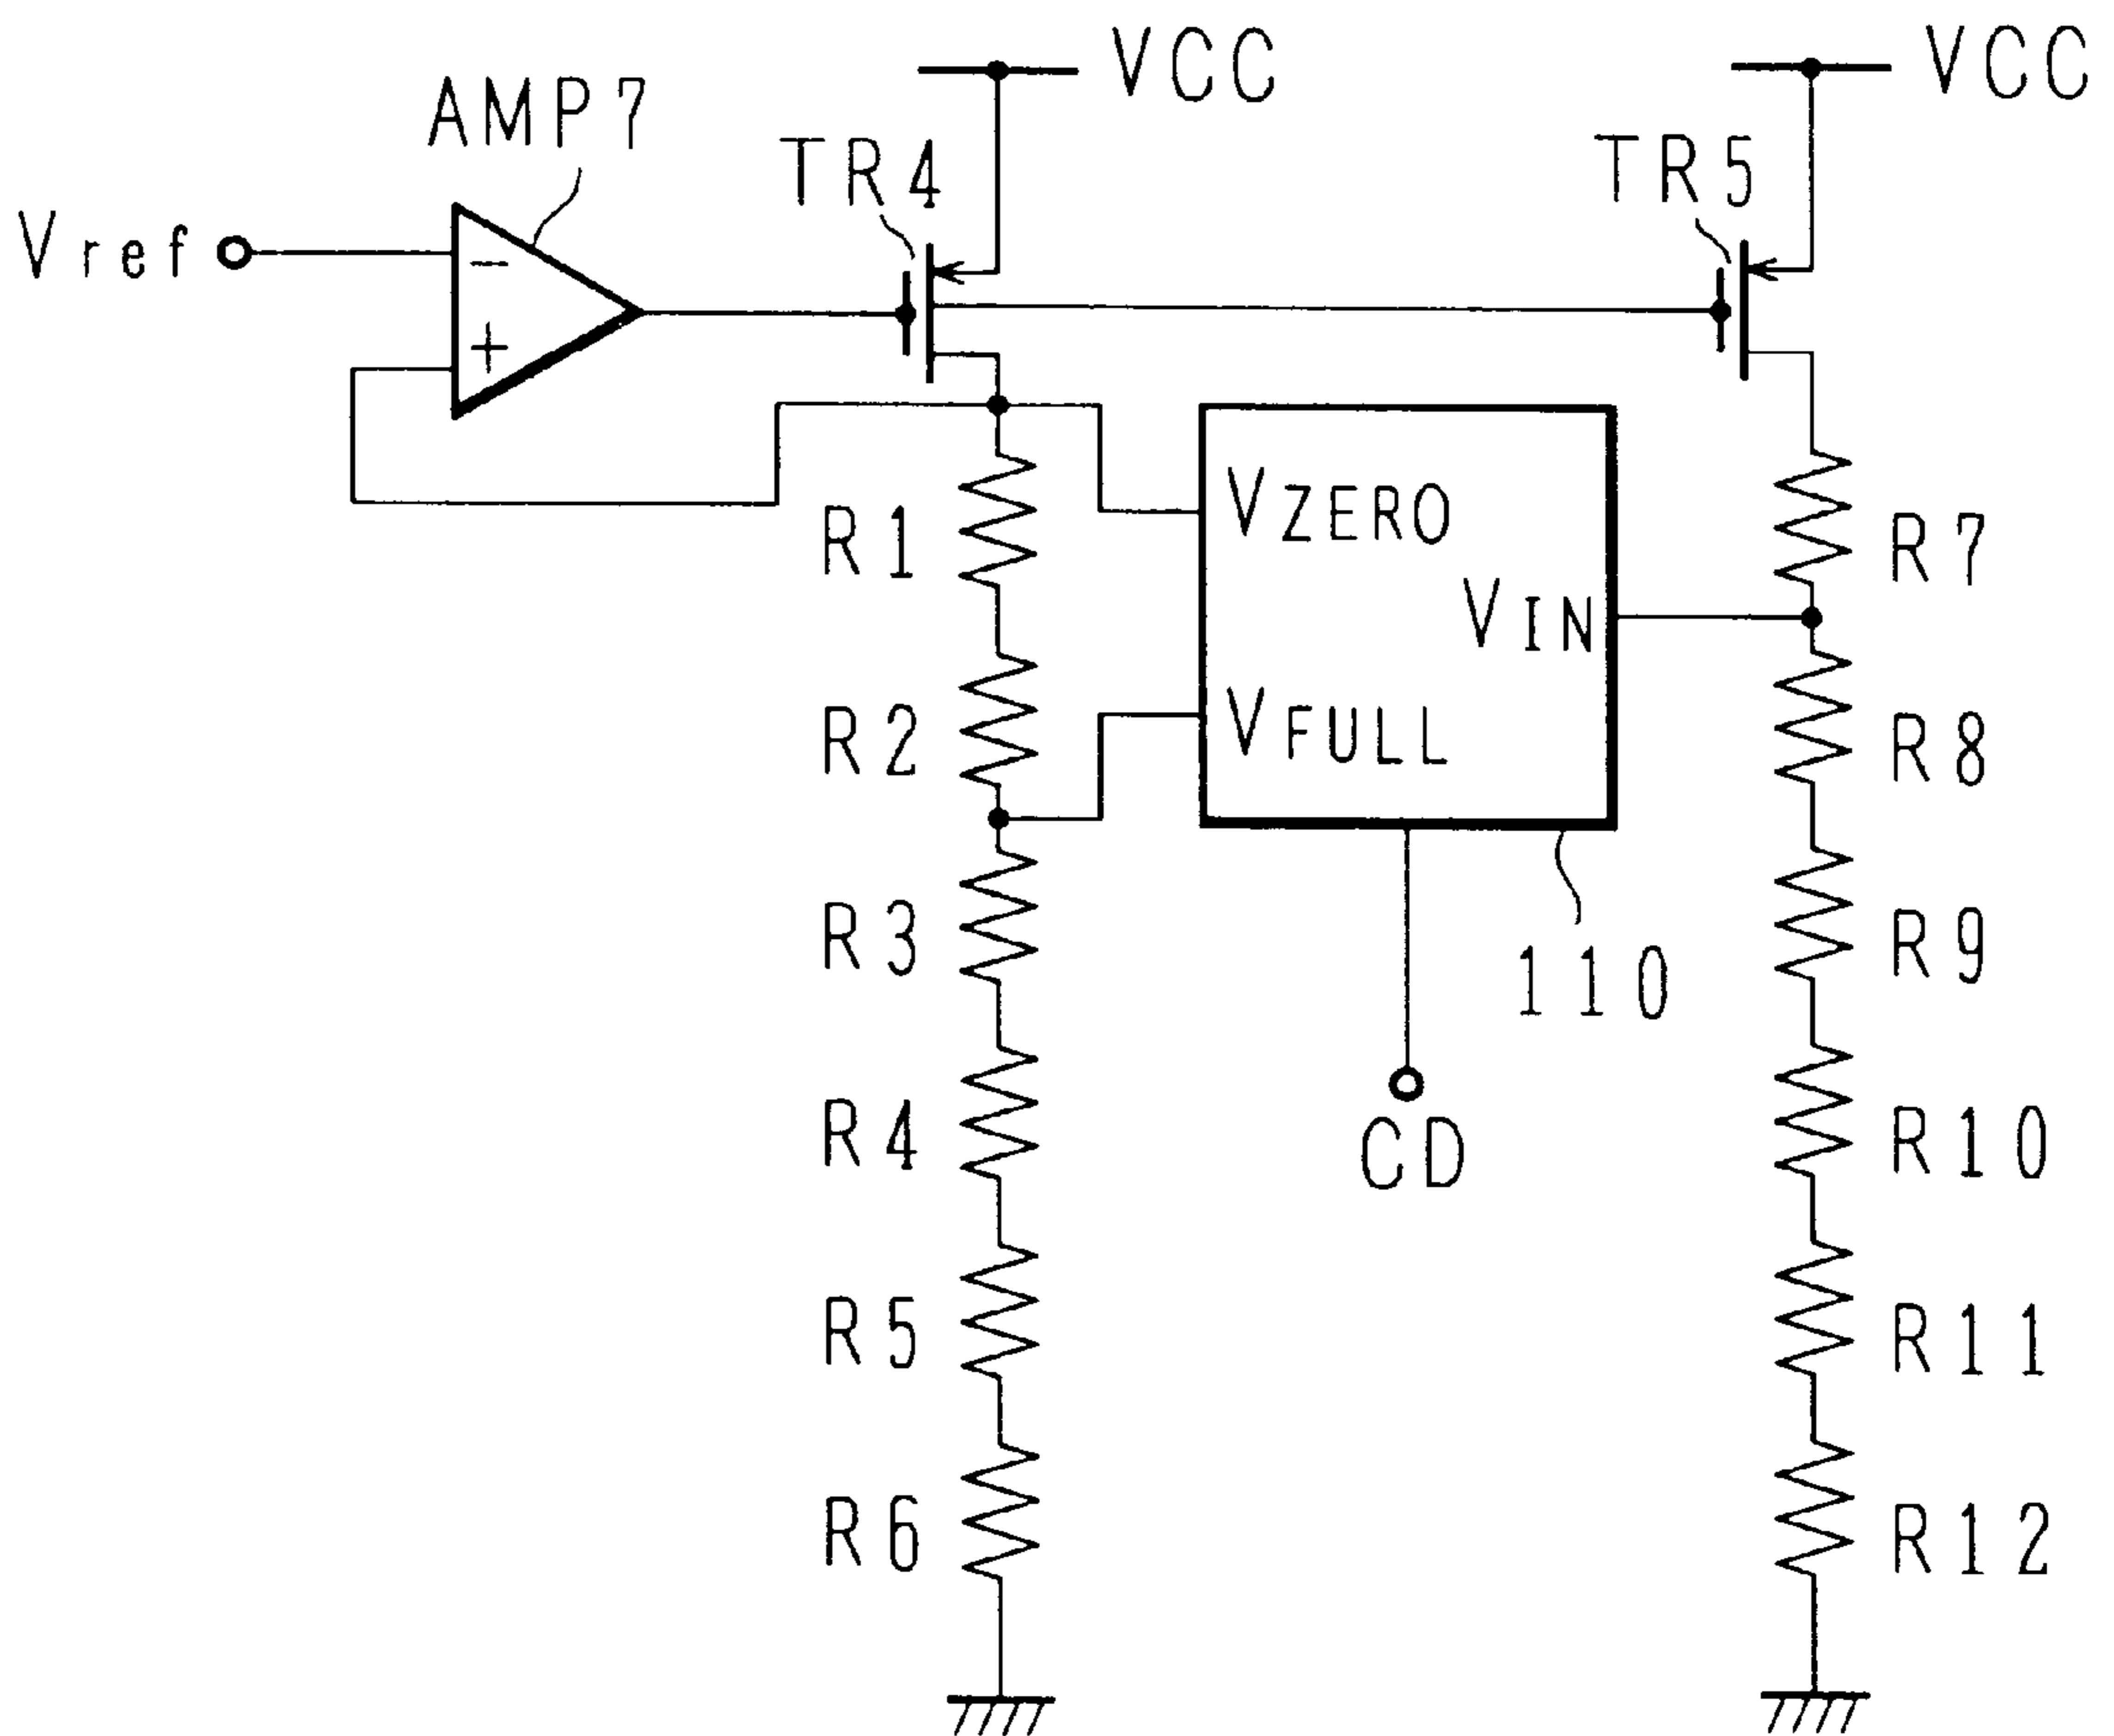 VCC
VCC
AMP7
TR4
TR5
Vref
−
+
VZERO
VIN
VFULL
R1
R7
R2
R8
R3
R9
110
R4
R10
CD
R5
R11
R6
R12